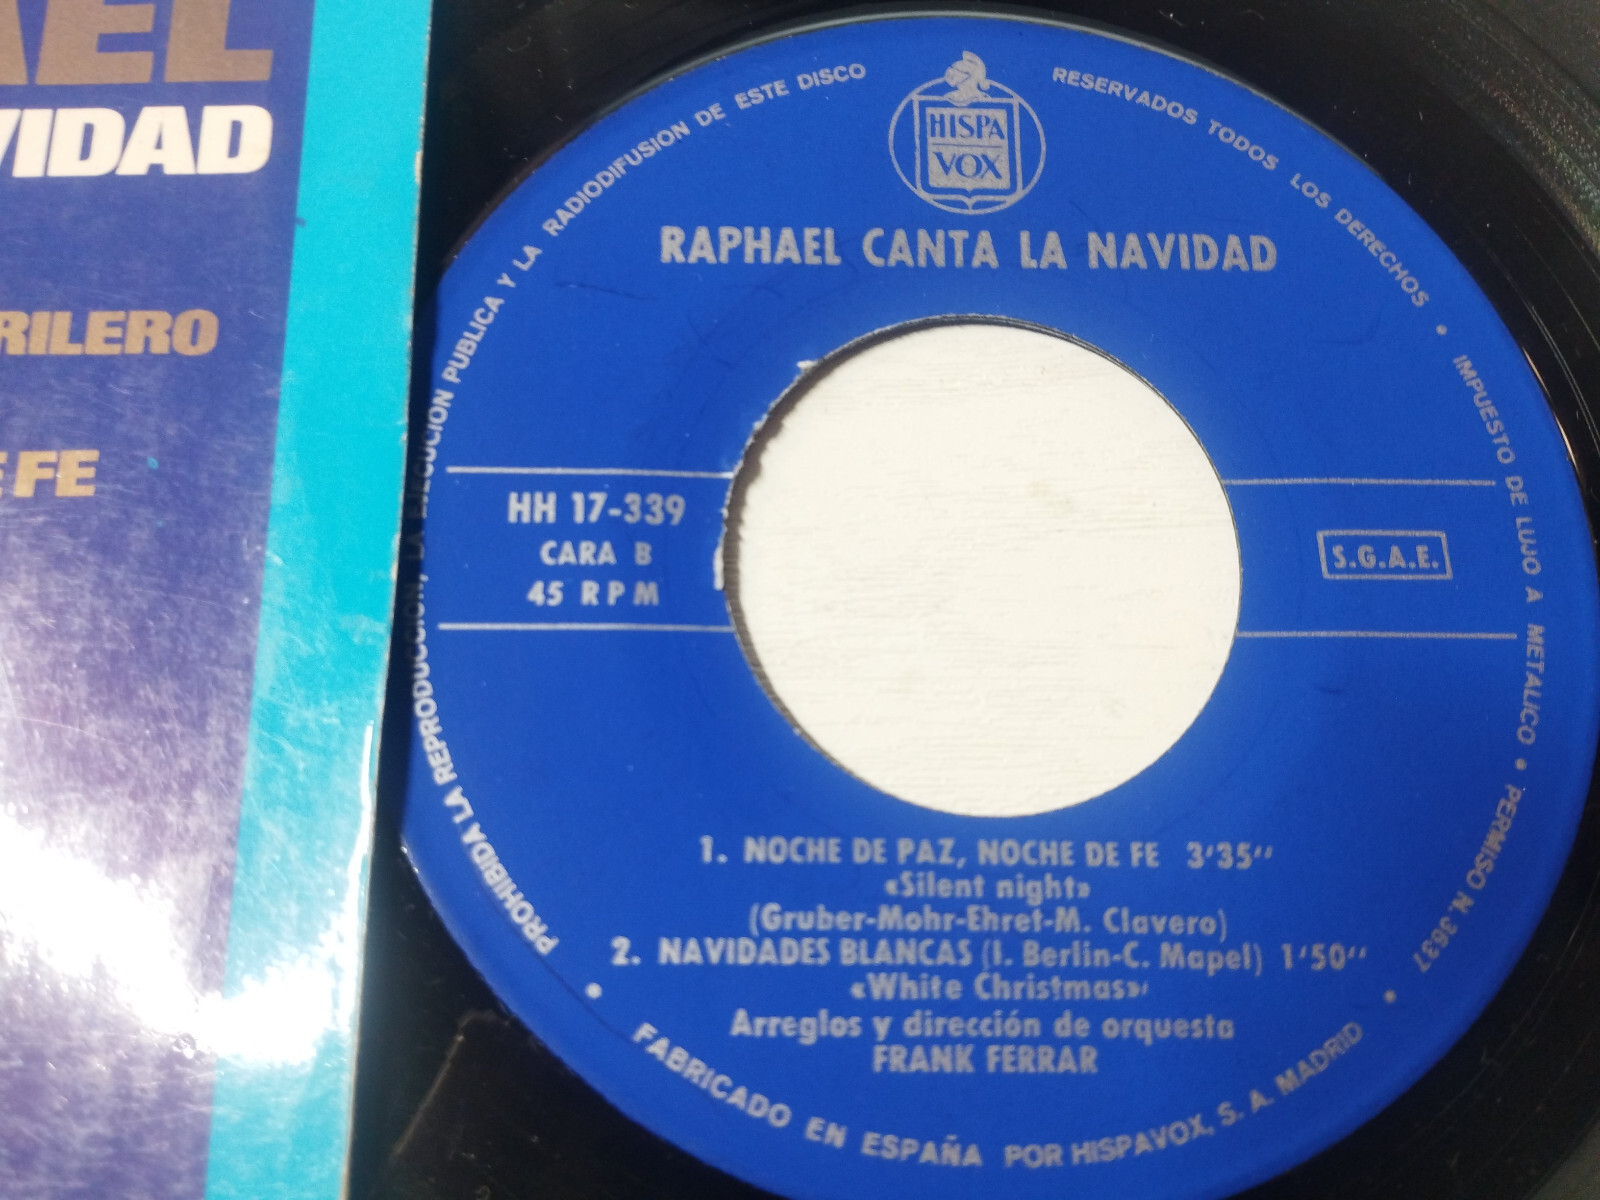 AEL
VIDAD
RILERO
E FE
PROHIBIDA LA REPRODUCCION, LA EJECUCION PUBLICA Y LA RADIODIFUSION DE ESTE DISCO
RESERVADOS TODOS LOS DERECHOS • IMPUESTO DE LUJO A METALICO • PERMISO N. 3637
HISPA
VOX
RAPHAEL CANTA LA NAVIDAD
HH 17-339
CARA B
45 RPM
S.G.A.E.
1. NOCHE DE PAZ, NOCHE DE FE 3'35''
«Silent night»
(Gruber-Mohr-Ehret-M. Clavero)
2. NAVIDADES BLANCAS (I. Berlin-C. Mapel) 1'50''
«White Christmas»
Arreglos y dirección de orquesta
FRANK FERRAR
• FABRICADO EN ESPAÑA POR HISPAVOX, S. A. MADRID •